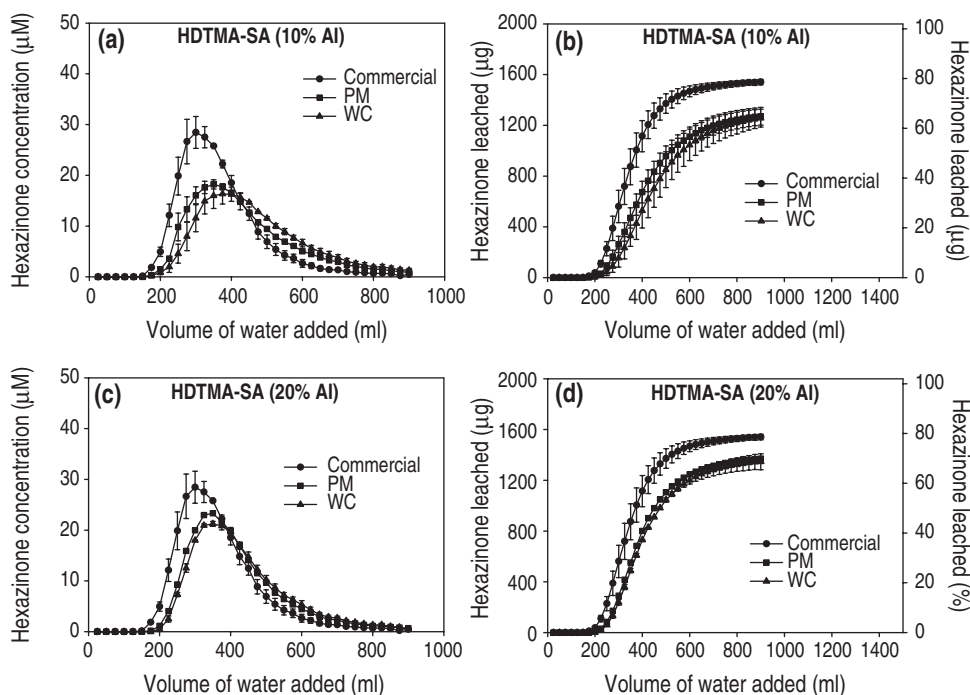 (a)
HDTMA-SA (10% AI)
Commercial
PM
WC
Hexazinone concentration (μM)
50
40
30
20
10
0
0 200 400 600 800 1000
Volume of water added (ml)
(b)
HDTMA-SA (10% AI)
Commercial
PM
WC
Hexazinone leached (μg)
2000
1600
1200
800
400
0
Hexazinone leached (μg)
100
80
60
40
20
0
0 200 400 600 800 1000 1200 1400
Volume of water added (ml)
(c)
HDTMA-SA (20% AI)
Commercial
PM
WC
Hexazinone concentration (μM)
50
40
30
20
10
0
0 200 400 600 800 1000
Volume of water added (ml)
(d)
HDTMA-SA (20% AI)
Commercial
PM
WC
Hexazinone leached (μg)
2000
1600
1200
800
400
0
Hexazinone leached (%)
100
80
60
40
20
0
0 200 400 600 800 1000 1200 1400
Volume of water added (ml)